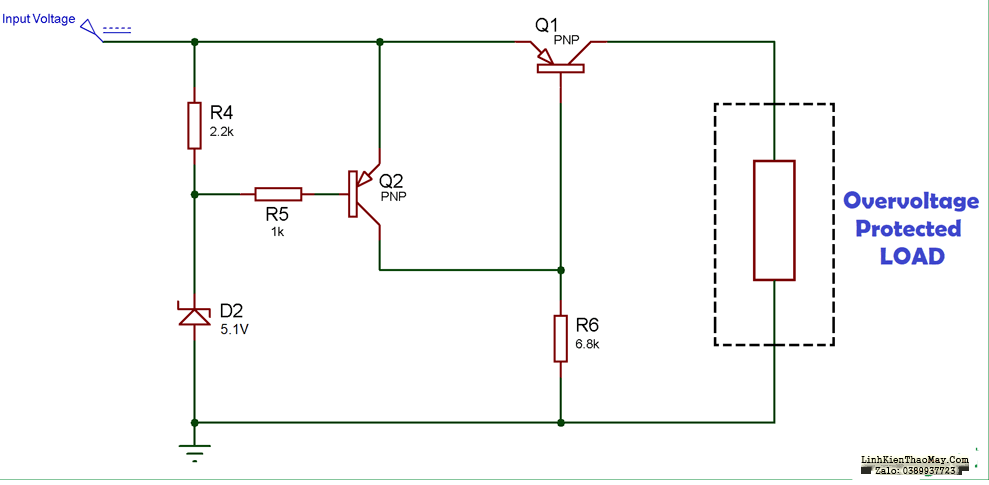 Input Voltage
Q1
PNP
R4
2.2k
Q2
PNP
R5
1k
D2
5.1V
R6
6.8k
Overvoltage
Protected
LOAD
LinhKienThaoMay.Com
Zalo: 0389937723